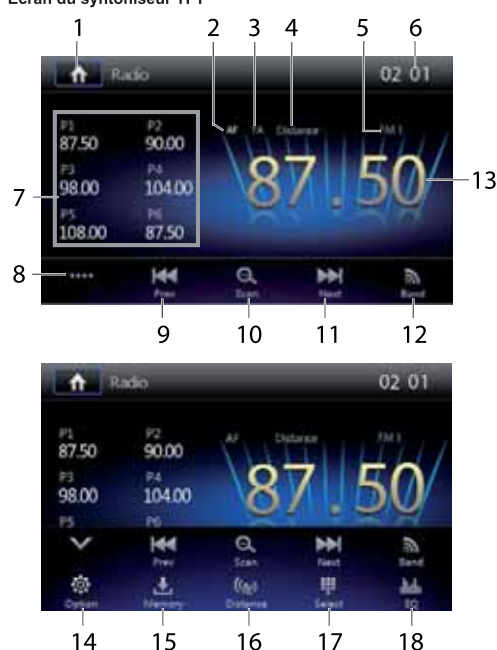 Écran du syntoniseur TFT
1 2 3 4 5 6
Radio 02 01
AF TA Distance FM 1
P1 P2
87.50 90.00
P3 P4
98.00 104.00
P5 P6
108.00 87.50
87.50
7
13
8
Prev Scan Next Band
9 10 11 12
Radio 02 01
P1 P2
87.50 90.00
AF Distance FM 1
P3 P4
98.00 104.00
87.50
P5 P6
Prev Scan Next Band
Option Memory Distance Select EQ
14 15 16 17 18